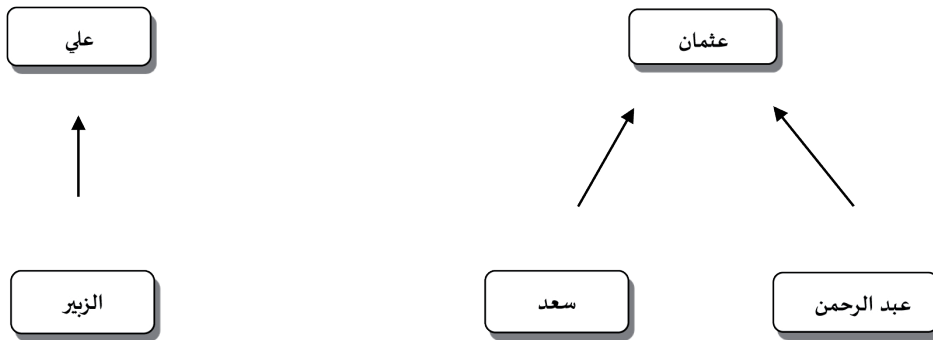 عثمان
علي
عبد الرحمن
سعد
الزبير